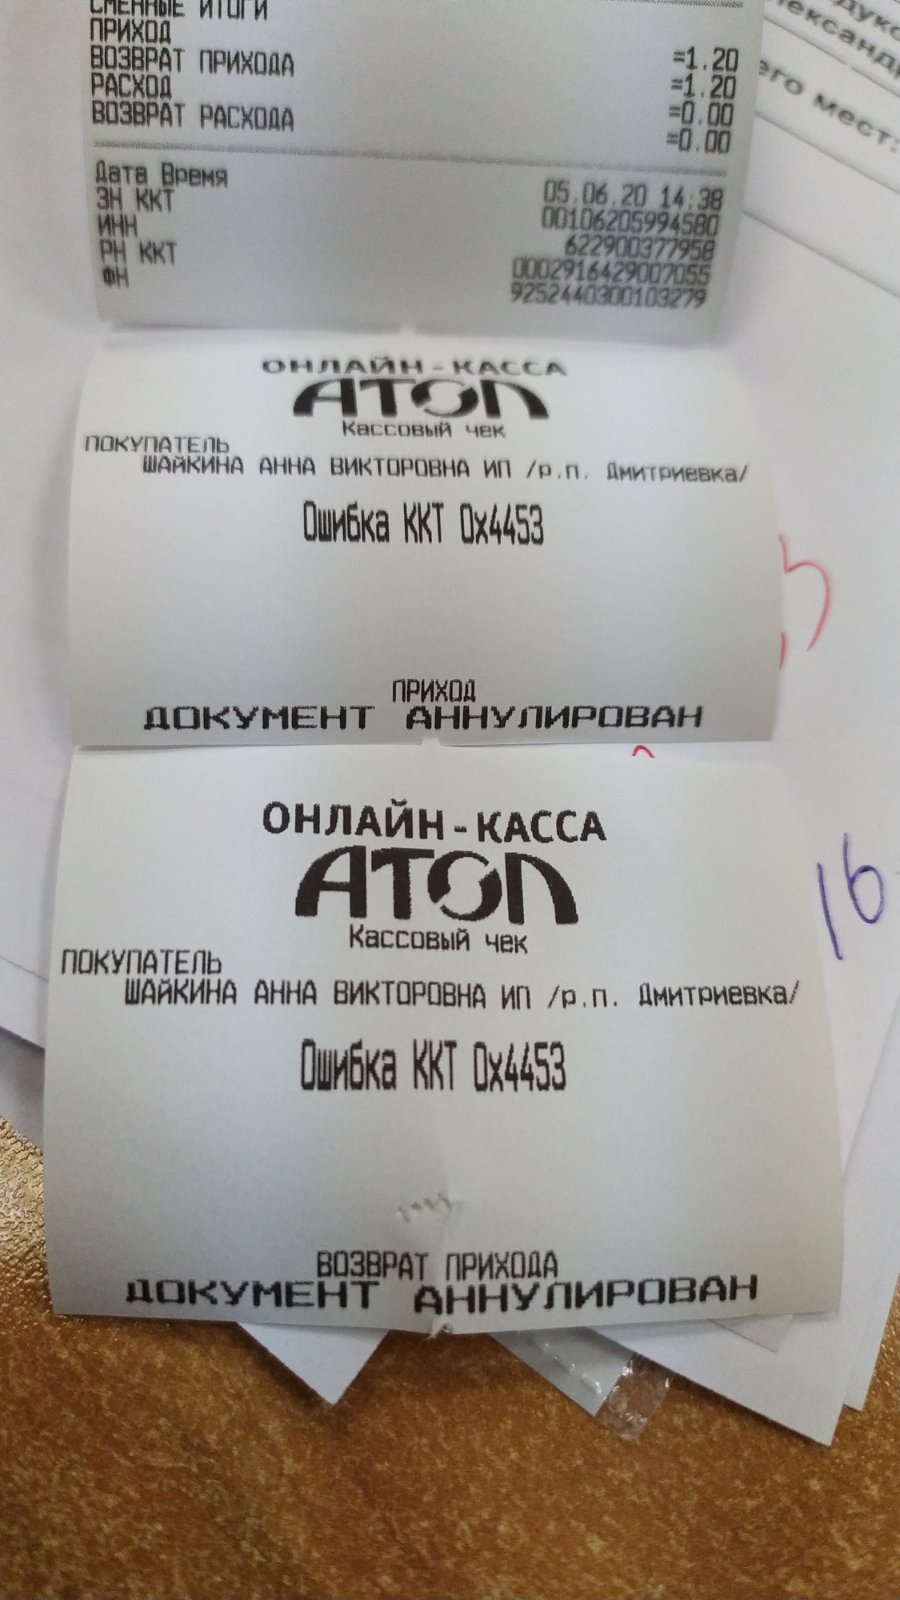 СМЕННЫЕ ИТОГИ
ПРИХОД =1.20
ВОЗВРАТ ПРИХОДА =1.20
РАСХОД =0.00
ВОЗВРАТ РАСХОДА =0.00
Дата Время 05.06.20 14:38
ЗН ККТ 00106205994580
ИНН 622900377958
РН ККТ 0002916429007055
ФН 9252440300103279
его мест:
ОНЛАЙН-КАССА
АТОЛ
Кассовый чек
ПОКУПАТЕЛЬ
ШАЙКИНА АННА ВИКТОРОВНА ИП /р.п. Дмитриевка/
Ошибка ККТ 0x4453
ПРИХОД
ДОКУМЕНТ АННУЛИРОВАН
ОНЛАЙН-КАССА
АТОЛ
Кассовый чек
ПОКУПАТЕЛЬ
ШАЙКИНА АННА ВИКТОРОВНА ИП /р.п. Дмитриевка/
Ошибка ККТ 0x4453
ВОЗВРАТ ПРИХОДА
ДОКУМЕНТ АННУЛИРОВАН
16